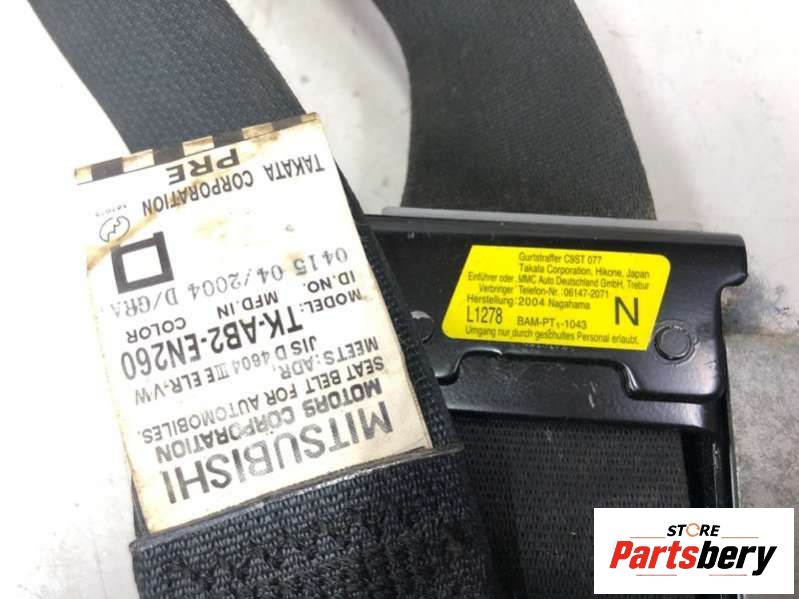 MITSUBISHI
MOTORS CORPORATION
SEAT BELT FOR AUTOMOBILES.
MEETS: ADR,
JIS D 4604 III E ELR-VW
MODEL: TK-AB2-EN260
ID.NO. MFD.IN COLOR
0415 04/2004 D/GRA
TAKATA CORPORATION
PRE
Gurtstraffer C9ST 077
Takata Corporation, Hikone, Japan
Einführer oder MMC Auto Deutschland GmbH, Trebur
Verbringer Telefon-Nr. :06147-2071
Herstellung: 2004 Nagahama
L1278 BAM-PT₁-1043
Umgang nur durch geschultes Personal erlaubt.
N
STORE
Partsbery